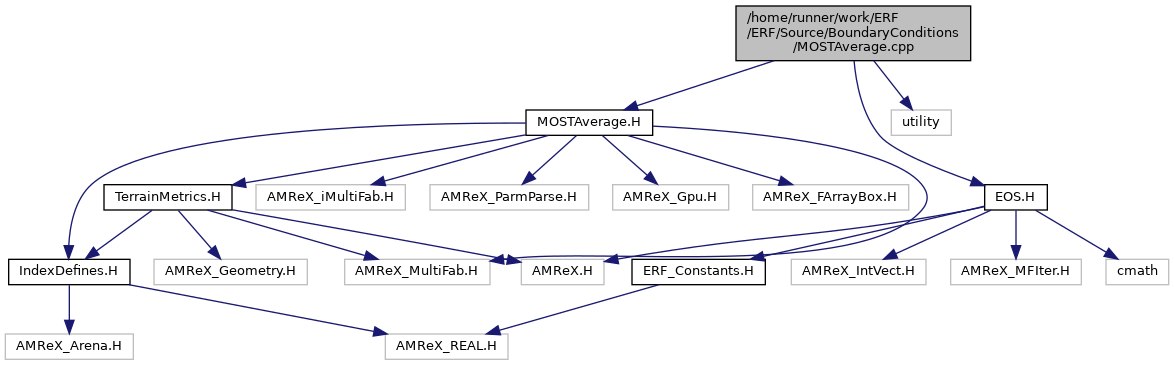 /home/runner/work/ERF
/ERF/Source/BoundaryConditions
/MOSTAverage.cpp
MOSTAverage.H
utility
TerrainMetrics.H
AMReX_iMultiFab.H
AMReX_ParmParse.H
AMReX_Gpu.H
AMReX_FArrayBox.H
EOS.H
IndexDefines.H
AMReX_Geometry.H
AMReX_MultiFab.H
AMReX.H
ERF_Constants.H
AMReX_IntVect.H
AMReX_MFIter.H
cmath
AMReX_Arena.H
AMReX_REAL.H